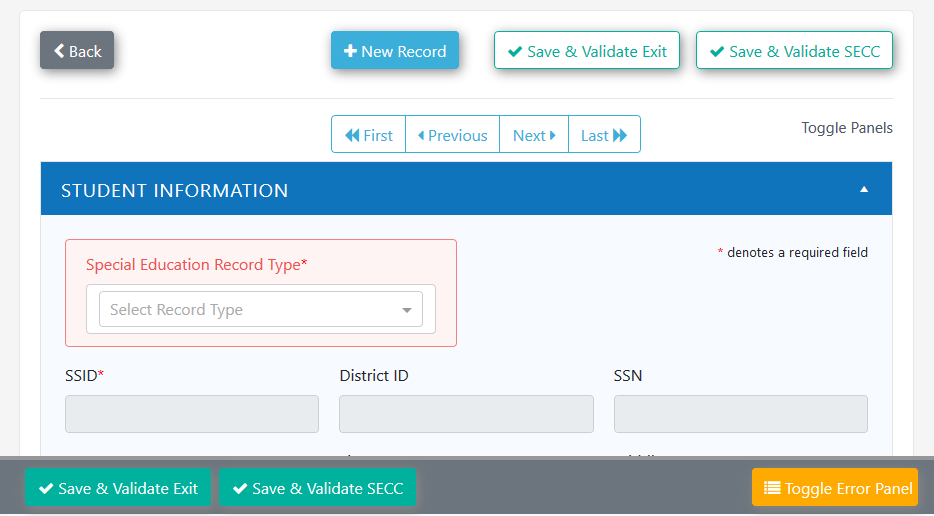 Back
New Record
Save & Validate Exit
Save & Validate SECC
First
Previous
Next
Last
Toggle Panels
STUDENT INFORMATION
* denotes a required field
Special Education Record Type*
Select Record Type
SSID*
District ID
SSN
Save & Validate Exit
Save & Validate SECC
Toggle Error Panel